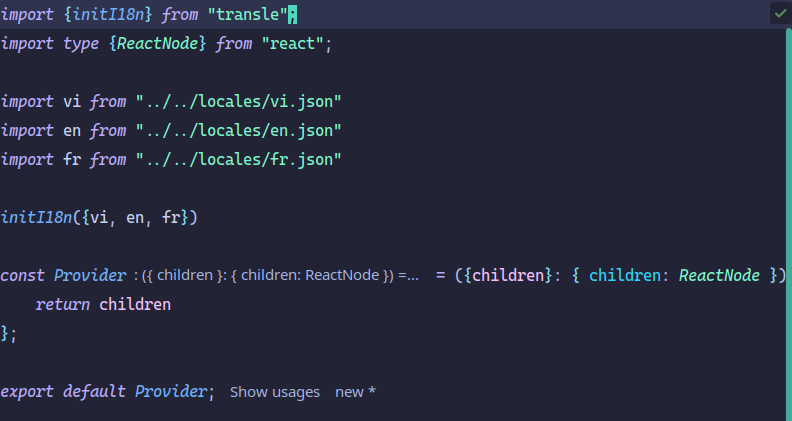 import {initI18n} from "transle";
import type {ReactNode} from "react";
import vi from "../../locales/vi.json"
import en from "../../locales/en.json"
import fr from "../../locales/fr.json"
initI18n({vi, en, fr})
const Provider : ({ children }: { children: ReactNode }) =... = ({children}: { children: ReactNode })
return children
};
export default Provider; Show usages new *